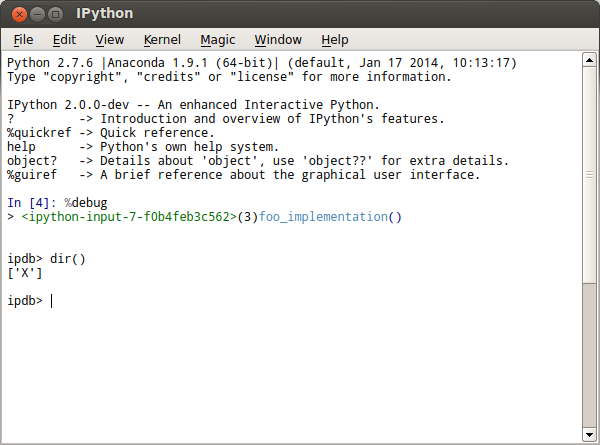 IPython
File Edit View Kernel Magic Window Help
Python 2.7.6 |Anaconda 1.9.1 (64-bit)| (default, Jan 17 2014, 10:13:17)
Type "copyright", "credits" or "license" for more information.
IPython 2.0.0-dev -- An enhanced Interactive Python.
?         -> Introduction and overview of IPython's features.
%quickref -> Quick reference.
help      -> Python's own help system.
object?   -> Details about 'object', use 'object??' for extra details.
%guiref   -> A brief reference about the graphical user interface.
In [4]: %debug
> <ipython-input-7-f0b4feb3c562>(3)foo_implementation()
ipdb> dir()
['X']
ipdb>